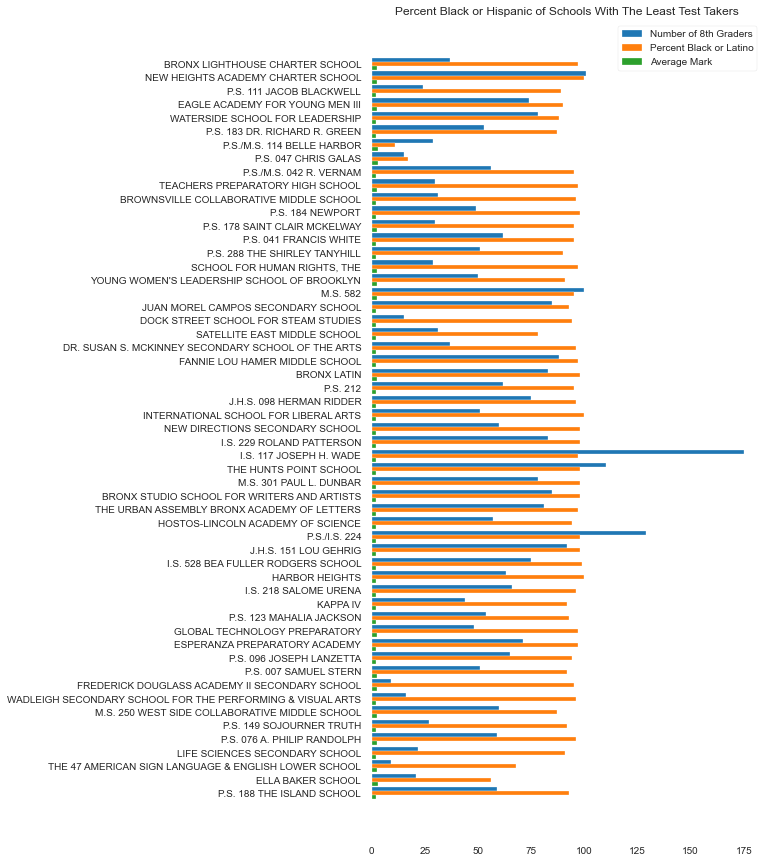 Percent Black or Hispanic of Schools With The Least Test Takers
Number of 8th Graders
Percent Black or Latino
Average Mark
BRONX LIGHTHOUSE CHARTER SCHOOL
NEW HEIGHTS ACADEMY CHARTER SCHOOL
P.S. 111 JACOB BLACKWELL
EAGLE ACADEMY FOR YOUNG MEN III
WATERSIDE SCHOOL FOR LEADERSHIP
P.S. 183 DR. RICHARD R. GREEN
P.S./M.S. 114 BELLE HARBOR
P.S. 047 CHRIS GALAS
P.S./M.S. 042 R. VERNAM
TEACHERS PREPARATORY HIGH SCHOOL
BROWNSVILLE COLLABORATIVE MIDDLE SCHOOL
P.S. 184 NEWPORT
P.S. 178 SAINT CLAIR MCKELWAY
P.S. 041 FRANCIS WHITE
P.S. 288 THE SHIRLEY TANYHILL
SCHOOL FOR HUMAN RIGHTS, THE
YOUNG WOMEN'S LEADERSHIP SCHOOL OF BROOKLYN
M.S. 582
JUAN MOREL CAMPOS SECONDARY SCHOOL
DOCK STREET SCHOOL FOR STEAM STUDIES
SATELLITE EAST MIDDLE SCHOOL
DR. SUSAN S. MCKINNEY SECONDARY SCHOOL OF THE ARTS
FANNIE LOU HAMER MIDDLE SCHOOL
BRONX LATIN
P.S. 212
J.H.S. 098 HERMAN RIDDER
INTERNATIONAL SCHOOL FOR LIBERAL ARTS
NEW DIRECTIONS SECONDARY SCHOOL
I.S. 229 ROLAND PATTERSON
I.S. 117 JOSEPH H. WADE
THE HUNTS POINT SCHOOL
M.S. 301 PAUL L. DUNBAR
BRONX STUDIO SCHOOL FOR WRITERS AND ARTISTS
THE URBAN ASSEMBLY BRONX ACADEMY OF LETTERS
HOSTOS-LINCOLN ACADEMY OF SCIENCE
P.S./I.S. 224
J.H.S. 151 LOU GEHRIG
I.S. 528 BEA FULLER RODGERS SCHOOL
HARBOR HEIGHTS
I.S. 218 SALOME URENA
KAPPA IV
P.S. 123 MAHALIA JACKSON
GLOBAL TECHNOLOGY PREPARATORY
ESPERANZA PREPARATORY ACADEMY
P.S. 096 JOSEPH LANZETTA
P.S. 007 SAMUEL STERN
FREDERICK DOUGLASS ACADEMY II SECONDARY SCHOOL
WADLEIGH SECONDARY SCHOOL FOR THE PERFORMING & VISUAL ARTS
M.S. 250 WEST SIDE COLLABORATIVE MIDDLE SCHOOL
P.S. 149 SOJOURNER TRUTH
P.S. 076 A. PHILIP RANDOLPH
LIFE SCIENCES SECONDARY SCHOOL
THE 47 AMERICAN SIGN LANGUAGE & ENGLISH LOWER SCHOOL
ELLA BAKER SCHOOL
P.S. 188 THE ISLAND SCHOOL
0 25 50 75 100 125 150 175